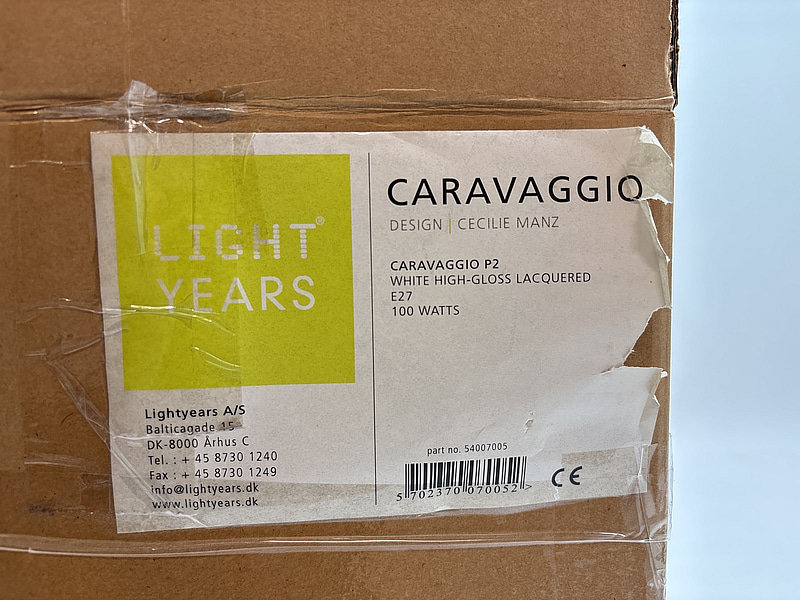 LIGHT®
YEARS
CARAVAGGIO
DESIGN | CECILIE MANZ
CARAVAGGIO P2
WHITE HIGH-GLOSS LACQUERED
E27
100 WATTS
Lightyears A/S
Balticagade 15
DK-8000 Århus C
Tel. : + 45 8730 1240
Fax : + 45 8730 1249
info@lightyears.dk
www.lightyears.dk
part no. 54007005
5 702370 070052 >
CE